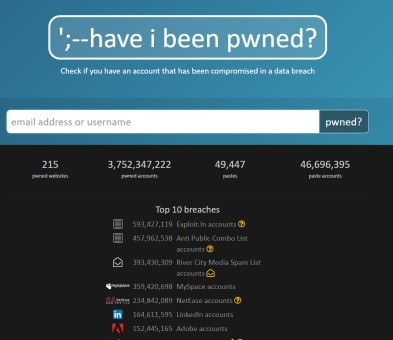 ';--have i been pwned?
Check if you have an account that has been compromised in a data breach
email address or username
pwned?
215
pwned websites
3,752,347,222
pwned accounts
49,447
pastes
46,696,395
paste accounts
Top 10 breaches
593,427,119 Exploit.In accounts ?
457,962,538 Anti Public Combo List
accounts ?
393,430,309 River City Media Spam List
accounts
myspace 359,420,698 MySpace accounts
234,842,089 NetEase accounts ?
in 164,611,595 LinkedIn accounts
152,445,165 Adobe accounts